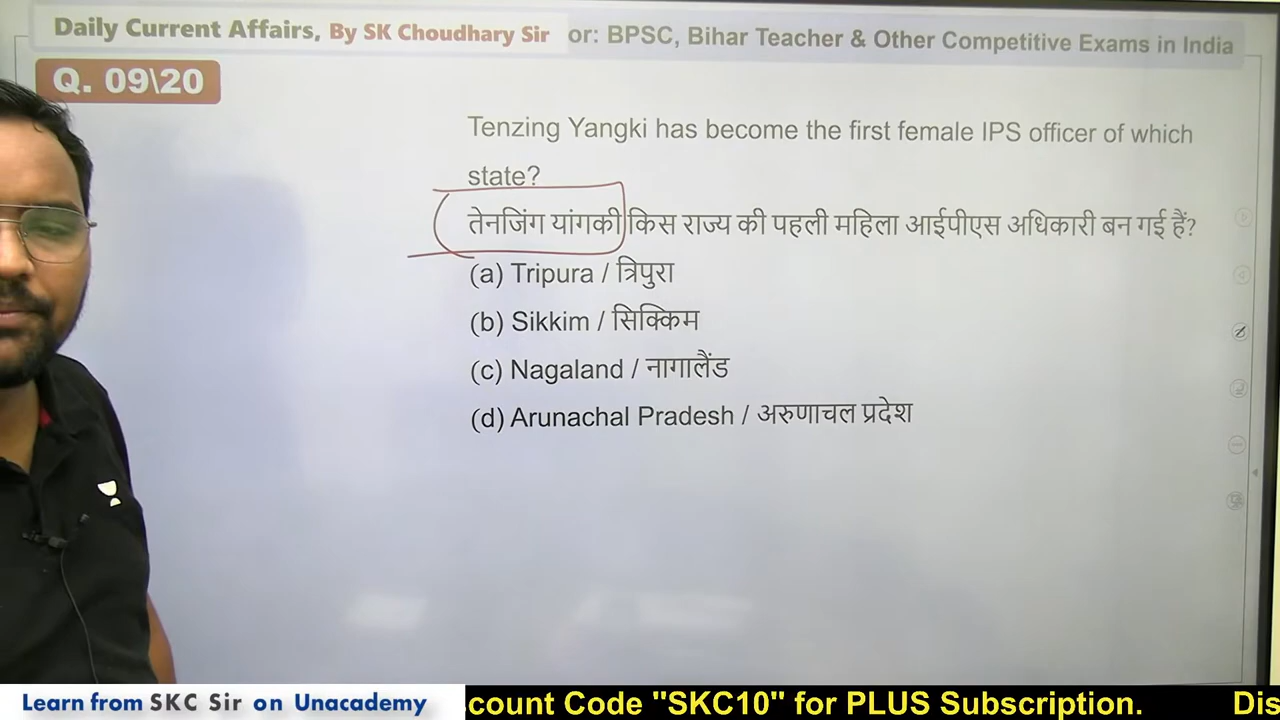 Daily Current Affairs, By SK Choudhary Sir or: BPSC, Bihar Teacher & Other Competitive Exams in India
Q. 09\20
Tenzing Yangki has become the first female IPS officer of which
state?
तेनजिंग यांगकी किस राज्य की पहली महिला आईपीएस अधिकारी बन गई हैं?
(a) Tripura / त्रिपुरा
(b) Sikkim / सिक्किम
(c) Nagaland / नागालैंड
(d) Arunachal Pradesh / अरुणाचल प्रदेश
Learn from SKC Sir on Unacademy
count Code "SKC10" for PLUS Subscription. Dis